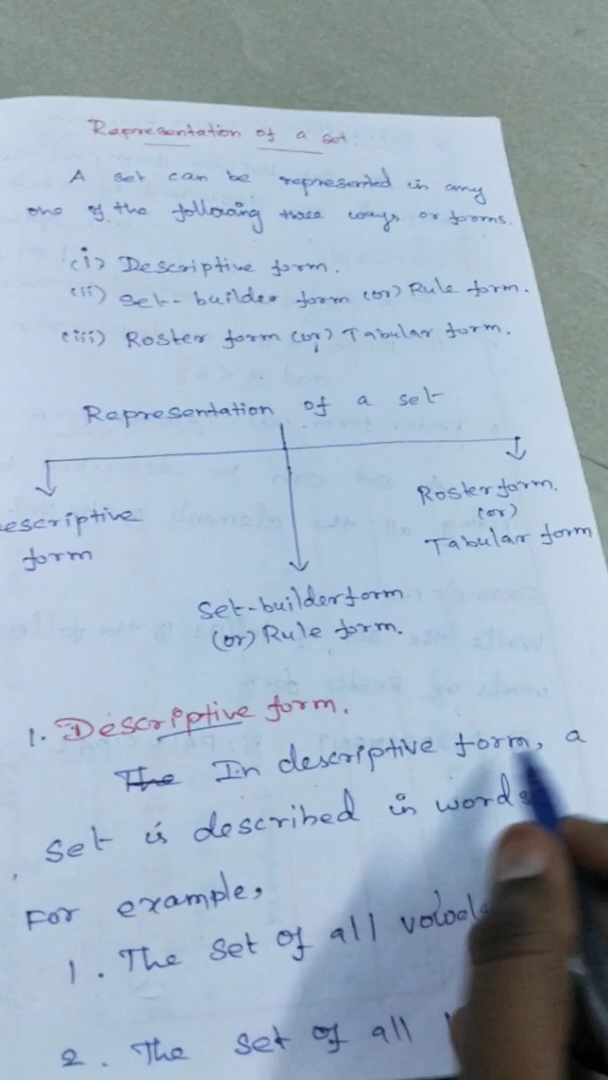 Representation of a set
A set can be represented in any
one of the following three ways or forms.
(i) Descriptive form.
(ii) Set-builder form (or) Rule form.
(iii) Roster form (or) Tabular form.
Representation of a set
escriptive
form
Roster form.
(or)
Tabular form
Set-builder form
(or) Rule form.
1. Descriptive form.
The In descriptive form, a
set is described in words
For example,
1. The set of all
2. The set of all